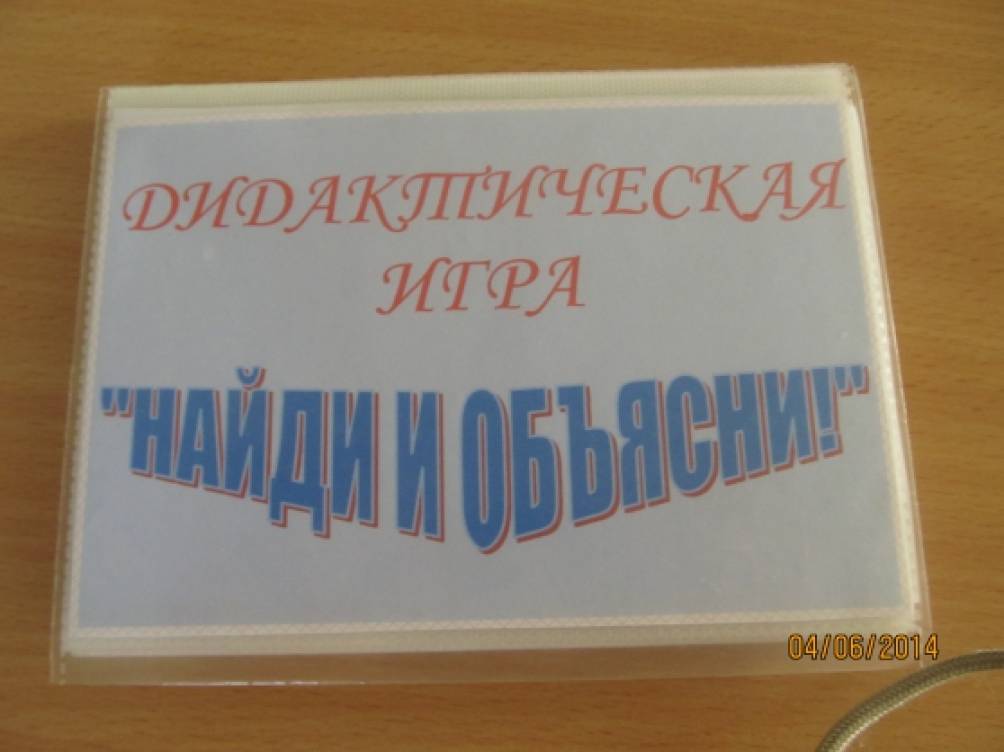 ДИДАКТИЧЕСКАЯ
ИГРА
"НАЙДИ И ОБЪЯСНИ!"
04/06/2014